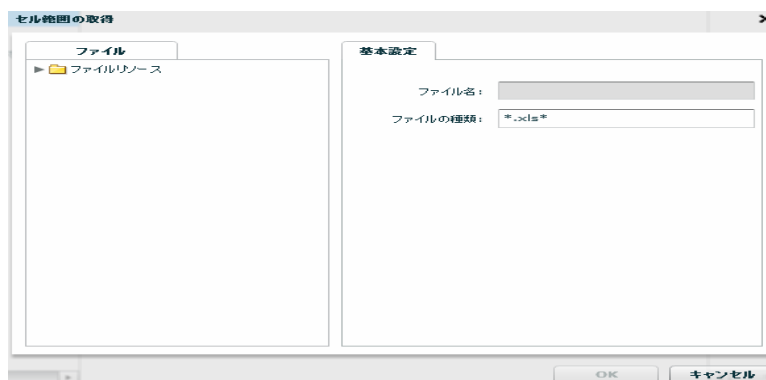 セル範囲の取得
ファイル
ファイルリソース
基本設定
ファイル名:
ファイルの種類: *.xls*
OK
キャンセル